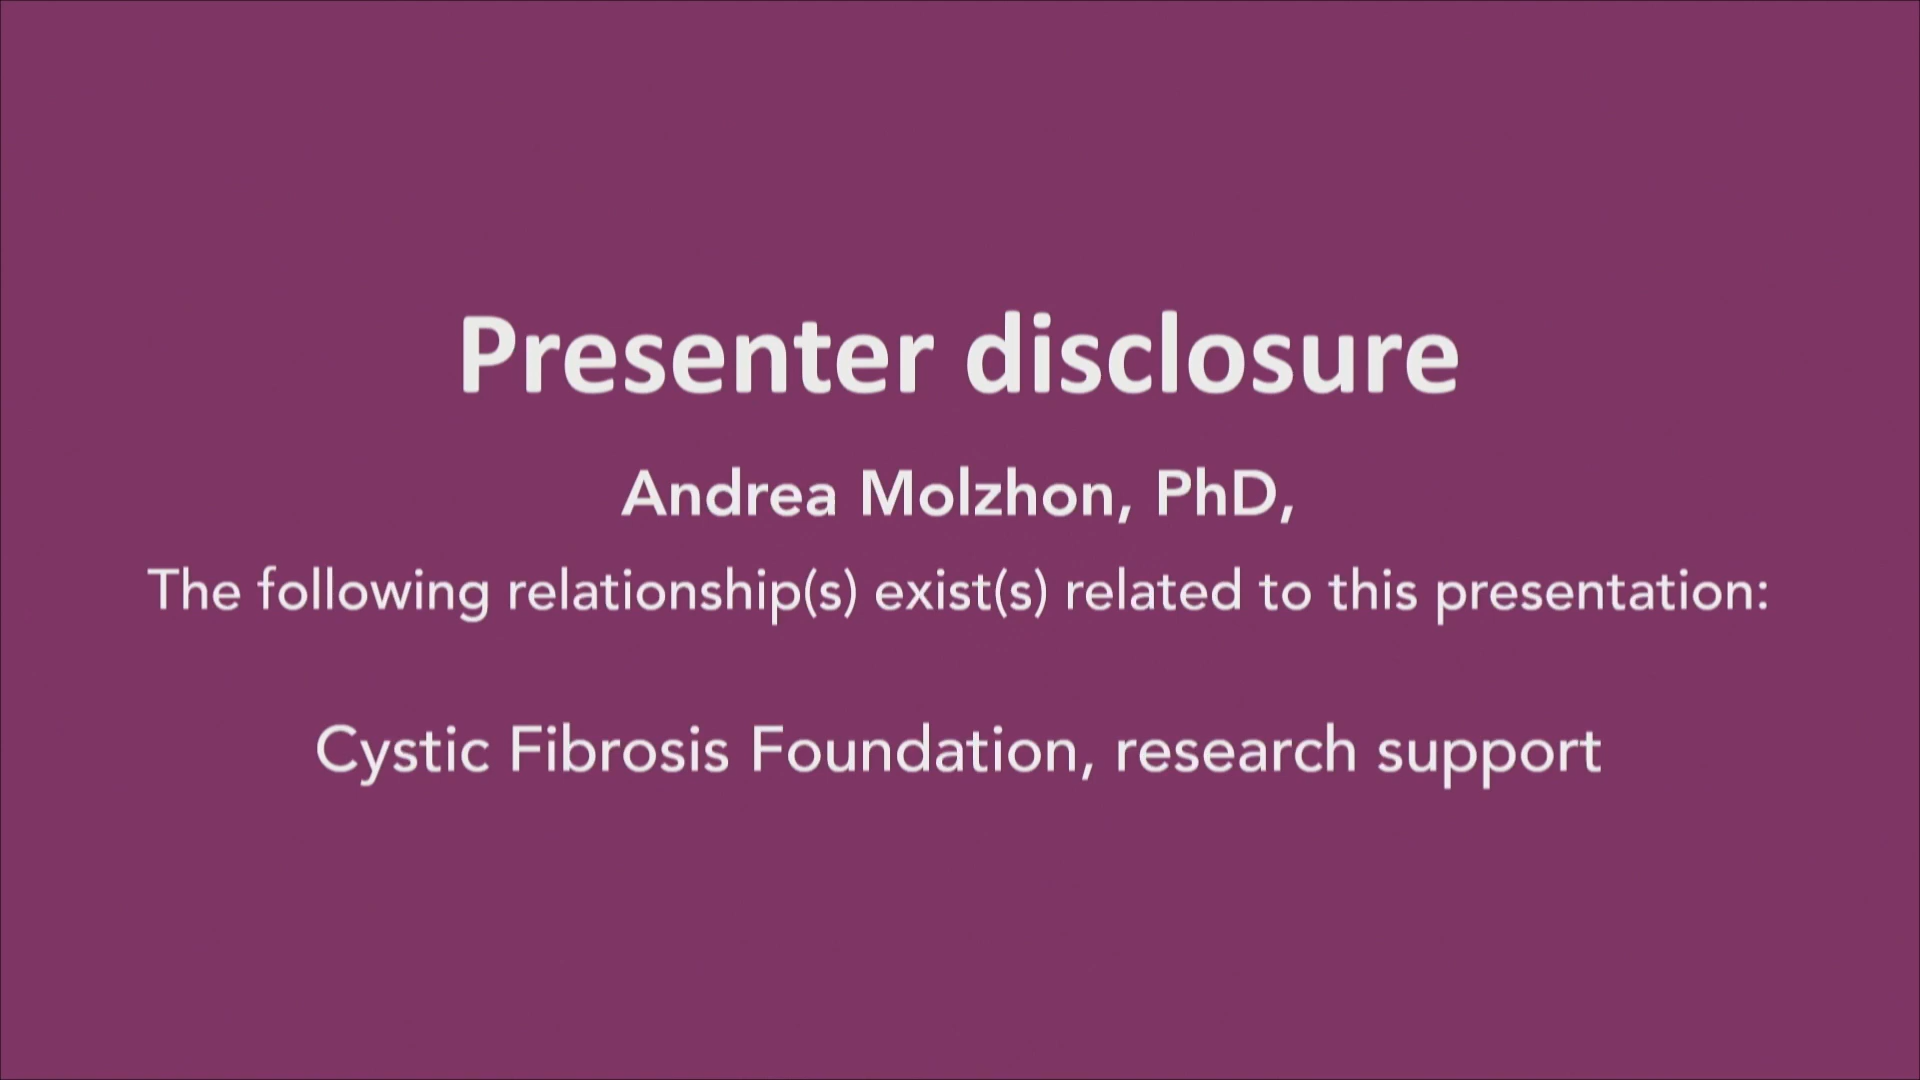 Presenter disclosure
Andrea Molzhon, PhD,
The following relationship(s) exist(s) related to this presentation:
Cystic Fibrosis Foundation, research support